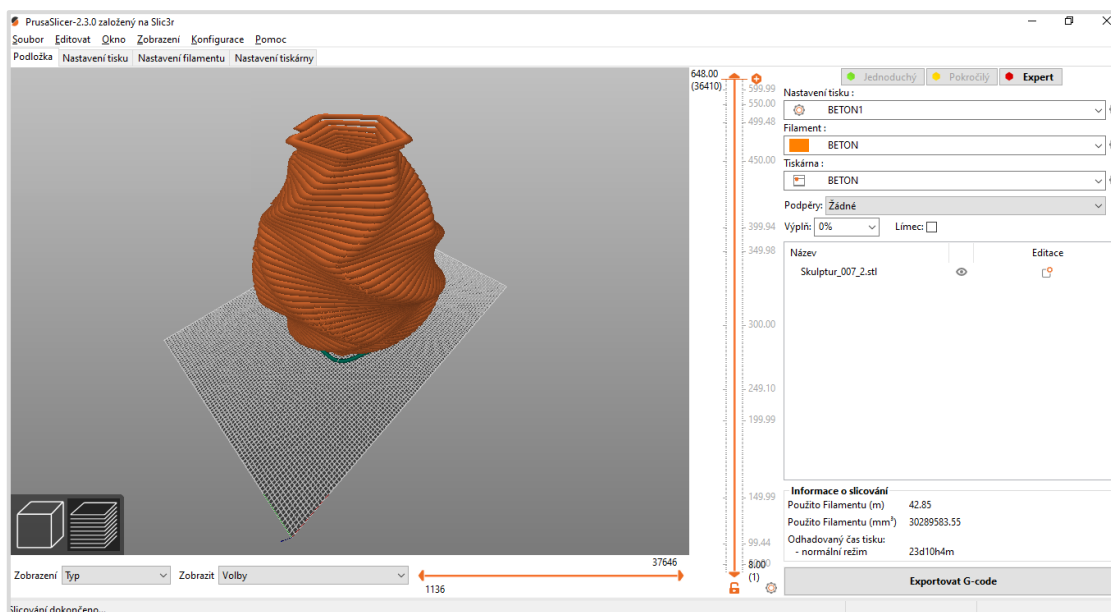 PrusaSlicer-2.3.0 založený na Slic3r
Soubor Editovat Okno Zobrazení Konfigurace Pomoc
Podložka Nastavení tisku Nastavení filamentu Nastavení tiskárny
648.00
(36410)
599.99
550.00
499.48
450.00
399.94
349.98
300.00
249.10
199.99
149.99
99.44
8.00
(1)
Jednoduchý Pokročilý Expert
Nastavení tisku :
BETON1
Filament :
BETON
Tiskárna :
BETON
Podpěry: Žádné
Výplň: 0% Límec:
Název Editace
Skulptur_007_2.stl
Informace o slicování
Použito Filamentu (m) 42.85
Použito Filamentu (mm³) 30289583.55
Odhadovaný čas tisku:
- normální režim 23d10h4m
Exportovat G-code
Zobrazení Typ Zobrazit Volby
37646
1136
Slicování dokončeno...